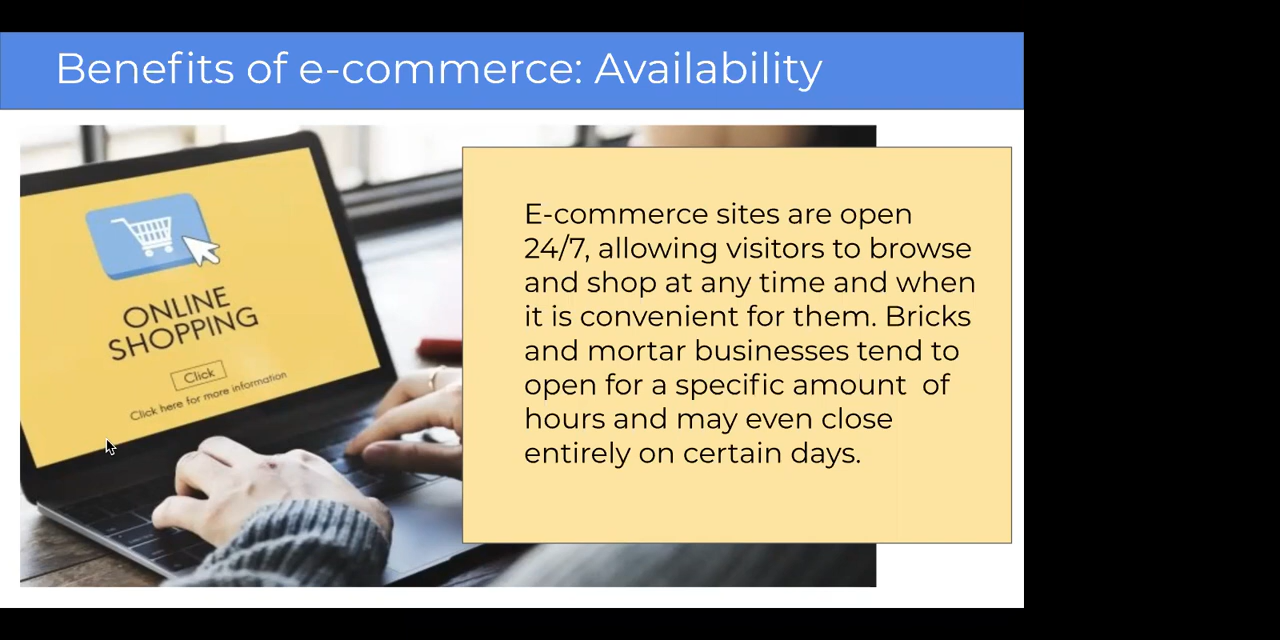 Benefits of e-commerce: Availability
ONLINE
SHOPPING
Click
Click here for more information
E-commerce sites are open
24/7, allowing visitors to browse
and shop at any time and when
it is convenient for them. Bricks
and mortar businesses tend to
open for a specific amount  of
hours and may even close
entirely on certain days.